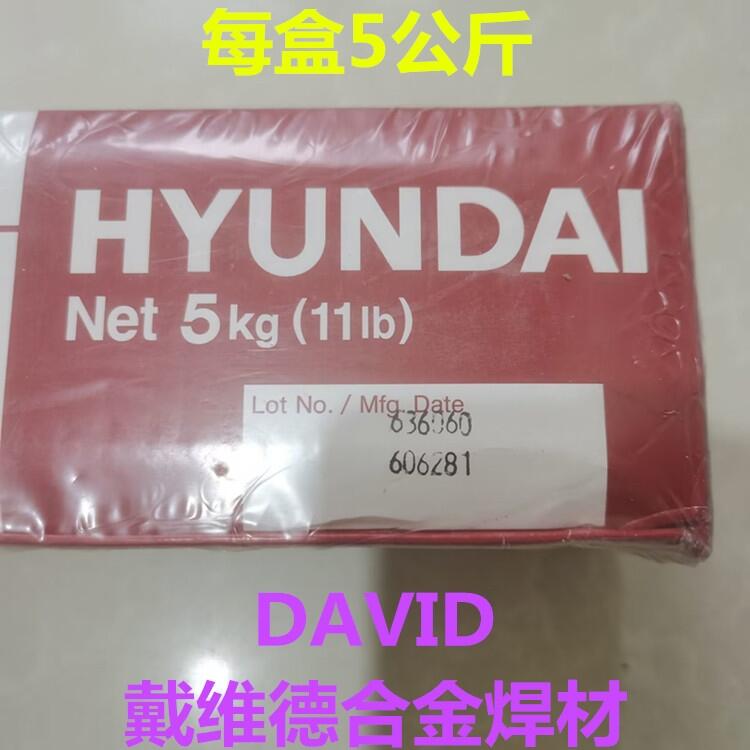 每盒5公斤
HYUNDAI
Net 5kg (11lb)
Lot No. / Mfg. Date
636060
606281
DAVID
戴维德合金焊材